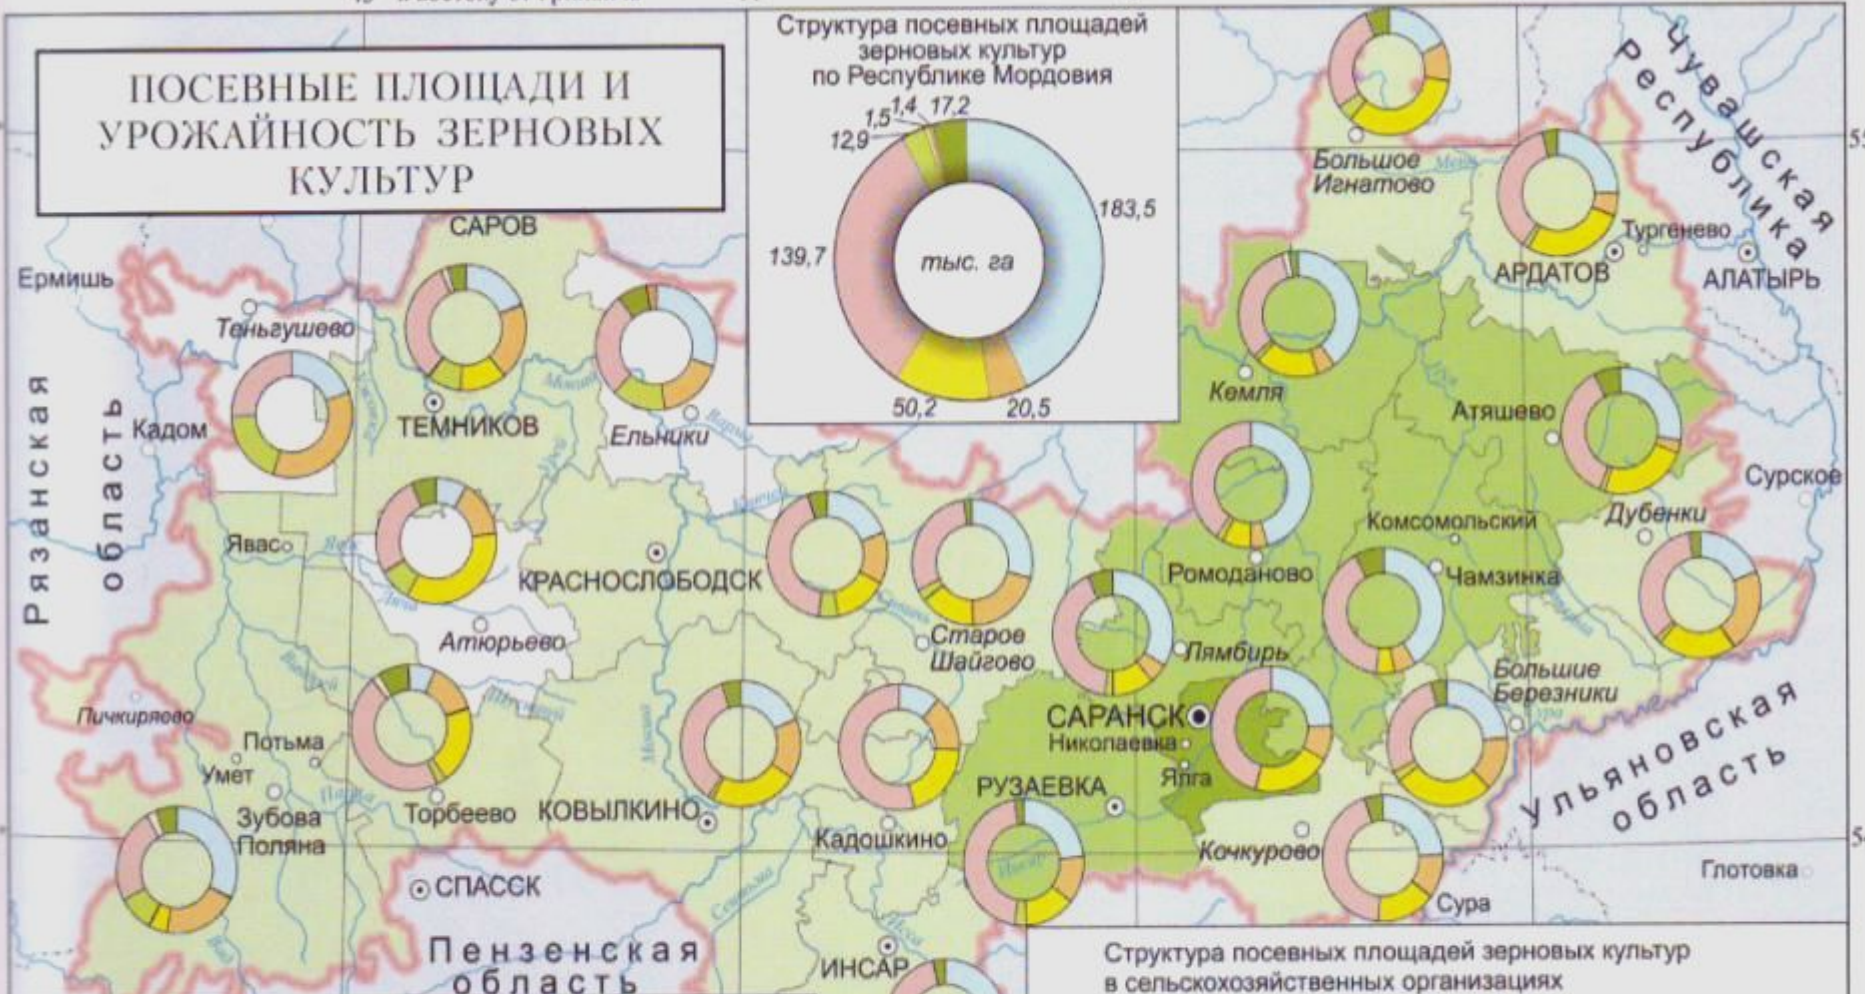 ПОСЕВНЫЕ ПЛОЩАДИ И
УРОЖАЙНОСТЬ ЗЕРНОВЫХ
КУЛЬТУР
Структура посевных площадей
зерновых культур
по Республике Мордовия
1,5
1,4
17,2
12,9
183,5
139,7
тыс. га
50,2
20,5
Чувашская
Республика
Большое
Игнатово
Тургенево
АРДАТОВ
АЛАТЫРЬ
САРОВ
Ермишь
Теньгушево
Рязанская
область
Кадом
ТЕМНИКОВ
Ельники
Кемля
Атяшево
Сурское
Дубенки
Комсомольский
Явас
КРАСНОСЛОБОДСК
Ромоданово
Чамзинка
Атюрьево
Старое
Шайгово
Лямбирь
Большие
Березники
Пичкиряево
Потьма
Умет
САРАНСК
Николаевка
Ялга
РУЗАЕВКА
Ульяновская
область
Зубова
Поляна
Торбеево
КОВЫЛКИНО
Кадошкино
Кочкурово
Глотовка
СПАССК
Сура
Пензенская
область
ИНСАР
Структура посевных площадей зерновых культур
в сельскохозяйственных организациях